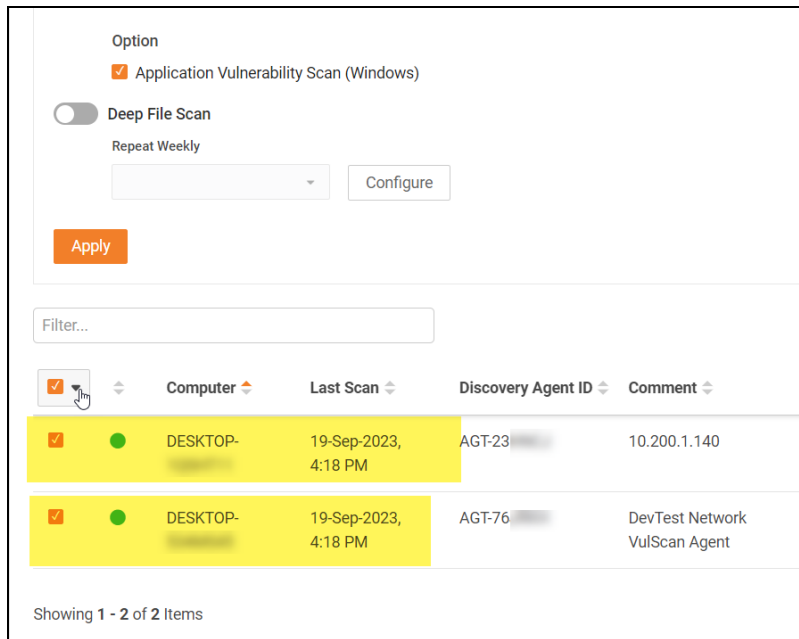 Option
Application Vulnerability Scan (Windows)
Deep File Scan
Repeat Weekly
Configure
Apply
Filter...
Computer Last Scan Discovery Agent ID Comment
DESKTOP- 19-Sep-2023, AGT-23 10.200.1.140
4:18 PM
DESKTOP- 19-Sep-2023, AGT-76 DevTest Network
4:18 PM VulScan Agent
Showing 1 - 2 of 2 Items